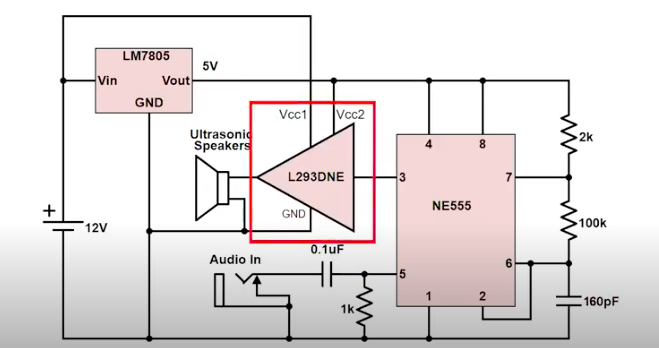 LM7805
5V
Vin
Vout
GND
Vcc1
Vcc2
4
8
2k
Ultrasonic
Speakers
L293DNE
3
7
NE555
GND
100k
+
12V
0.1uF
6
Audio In
5
1k
1
2
160pF